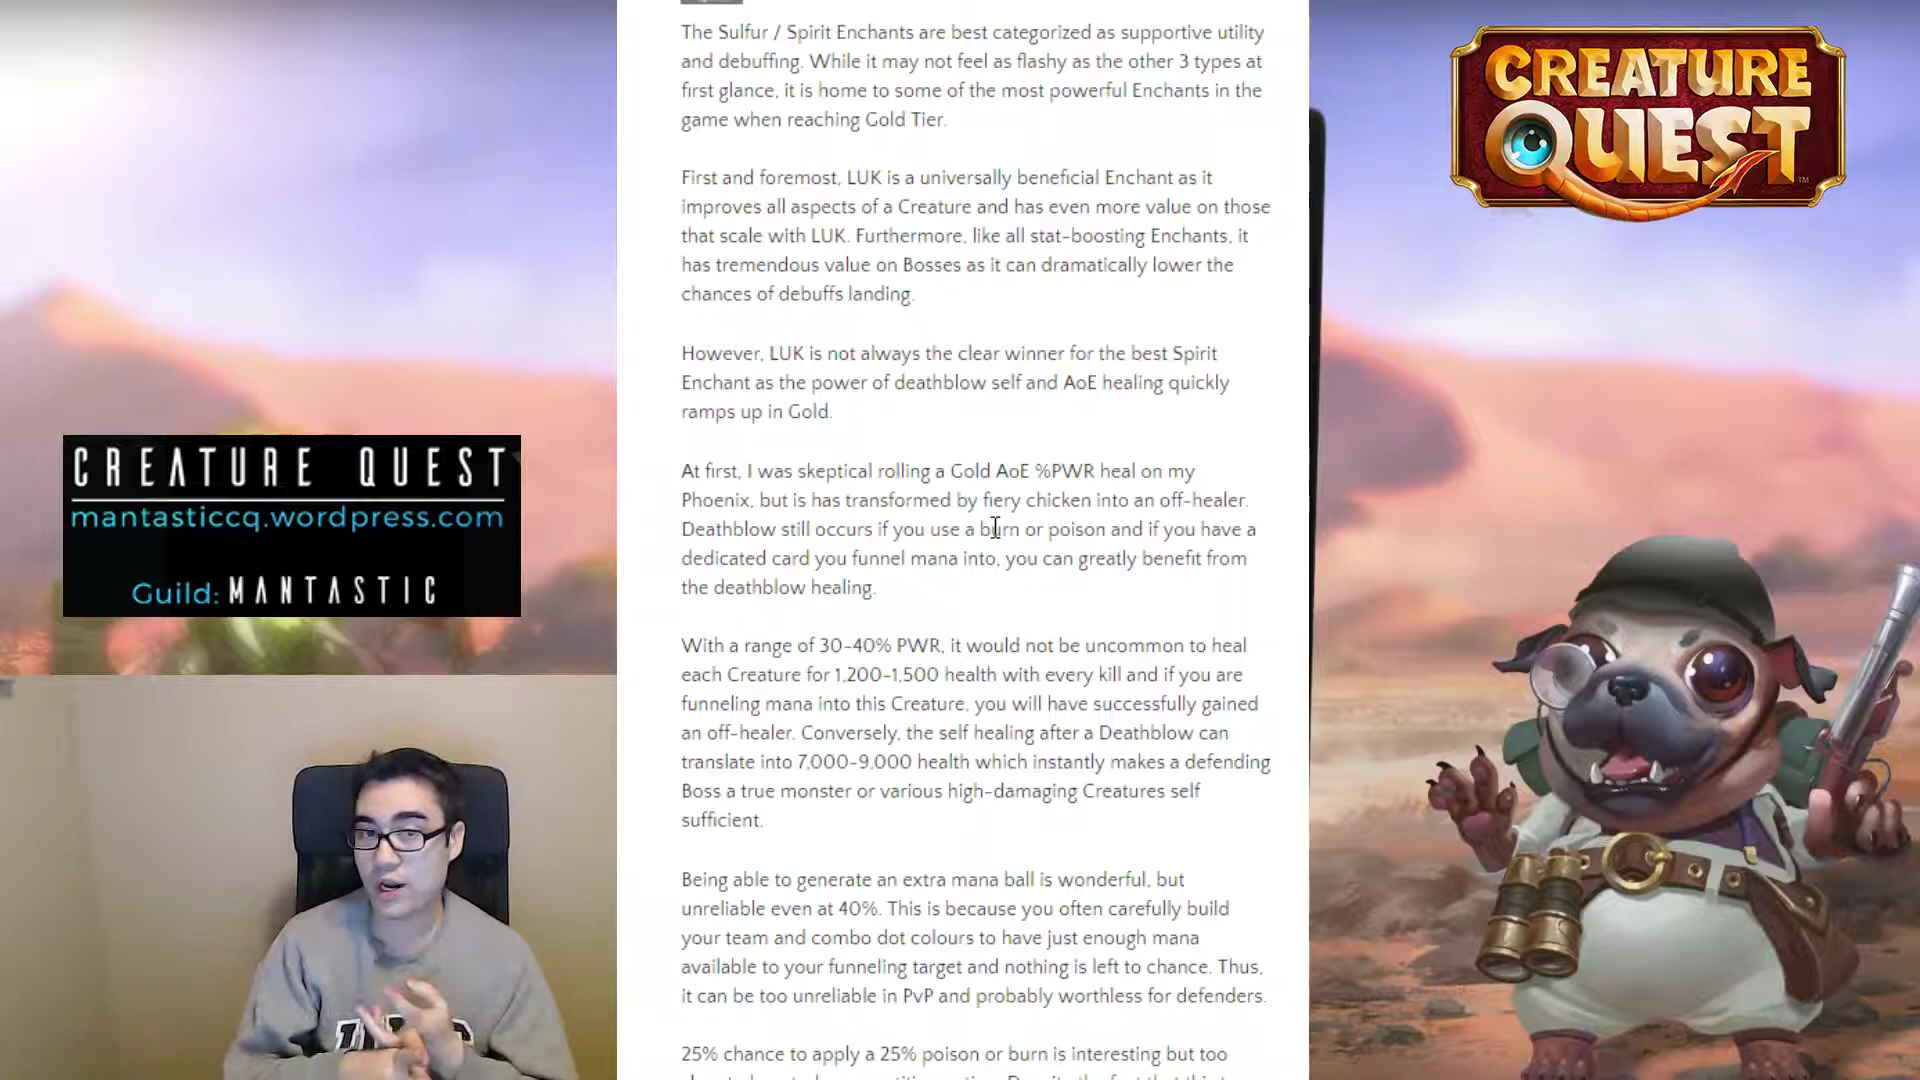 The Sulfur / Spirit Enchants are best categorized as supportive utility
and debuffing. While it may not feel as flashy as the other 3 types at
first glance, it is home to some of the most powerful Enchants in the
game when reaching Gold Tier.
First and foremost, LUK is a universally beneficial Enchant as it
improves all aspects of a Creature and has even more value on those
that scale with LUK. Furthermore, like all stat-boosting Enchants, it
has tremendous value on Bosses as it can dramatically lower the
chances of debuffs landing.
However, LUK is not always the clear winner for the best Spirit
Enchant as the power of deathblow self and AoE healing quickly
ramps up in Gold.
At first, I was skeptical rolling a Gold AoE %PWR heal on my
Phoenix, but is has transformed by fiery chicken into an off-healer.
Deathblow still occurs if you use a burn or poison and if you have a
dedicated card you funnel mana into, you can greatly benefit from
the deathblow healing.
With a range of 30-40% PWR, it would not be uncommon to heal
each Creature for 1,200-1,500 health with every kill and if you are
funneling mana into this Creature, you will have successfully gained
an off-healer. Conversely, the self healing after a Deathblow can
translate into 7,000-9,000 health which instantly makes a defending
Boss a true monster or various high-damaging Creatures self
sufficient.
Being able to generate an extra mana ball is wonderful, but
unreliable even at 40%. This is because you often carefully build
your team and combo dot colours to have just enough mana
available to your funneling target and nothing is left to chance. Thus,
it can be too unreliable in PvP and probably worthless for defenders.
25% chance to apply a 25% poison or burn is interesting but too
CREATURE QUEST
mantasticcq.wordpress.com
Guild: MANTASTIC
CREATURE
QUEST
TM